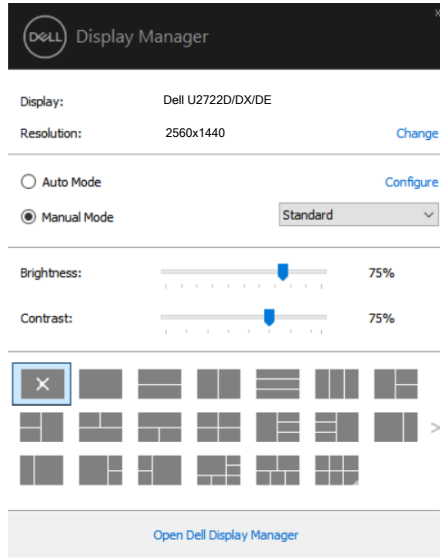 DELL Display Manager
Display: Dell U2722D/DX/DE
Resolution: 2560x1440 Change
Auto Mode Configure
Manual Mode Standard
Brightness: 75%
Contrast: 75%
Open Dell Display Manager